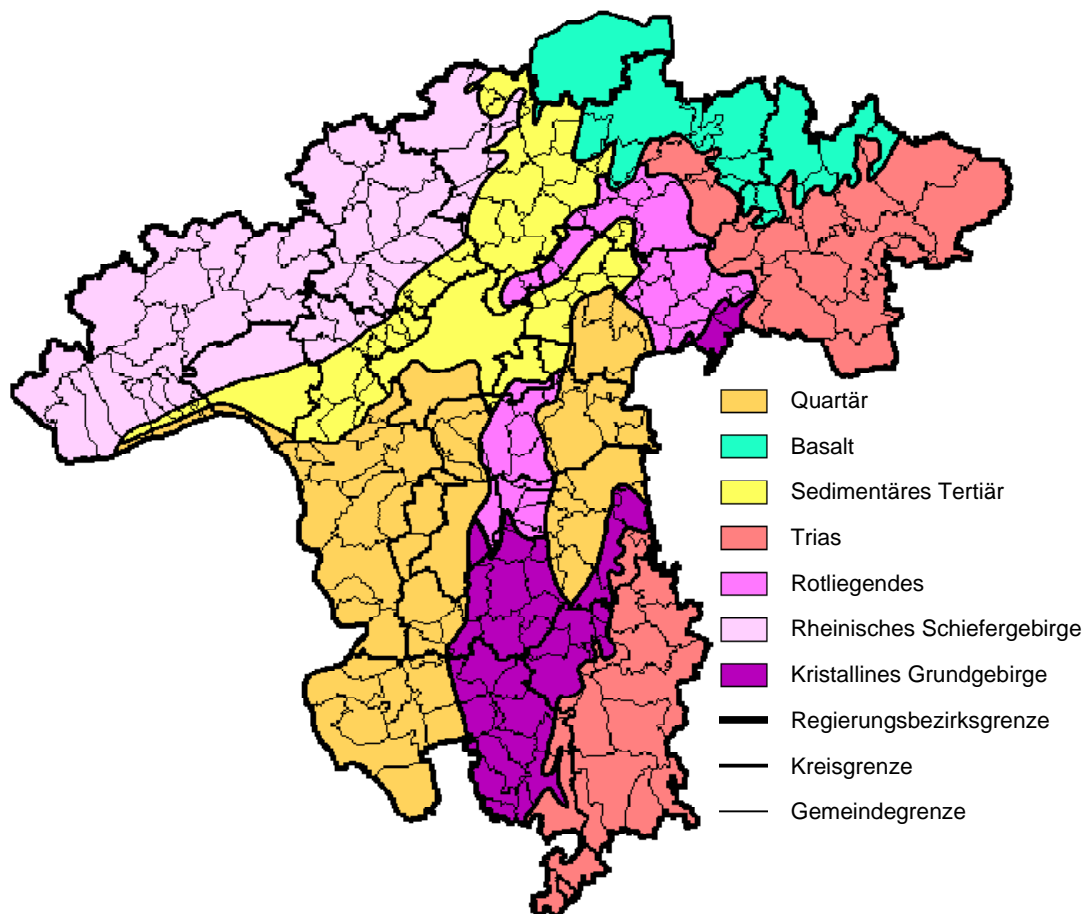 Quartär
Basalt
Sedimentäres Tertiär
Trias
Rotliegendes
Rheinisches Schiefergebirge
Kristallines Grundgebirge
Regierungsbezirksgrenze
Kreisgrenze
Gemeindegrenze